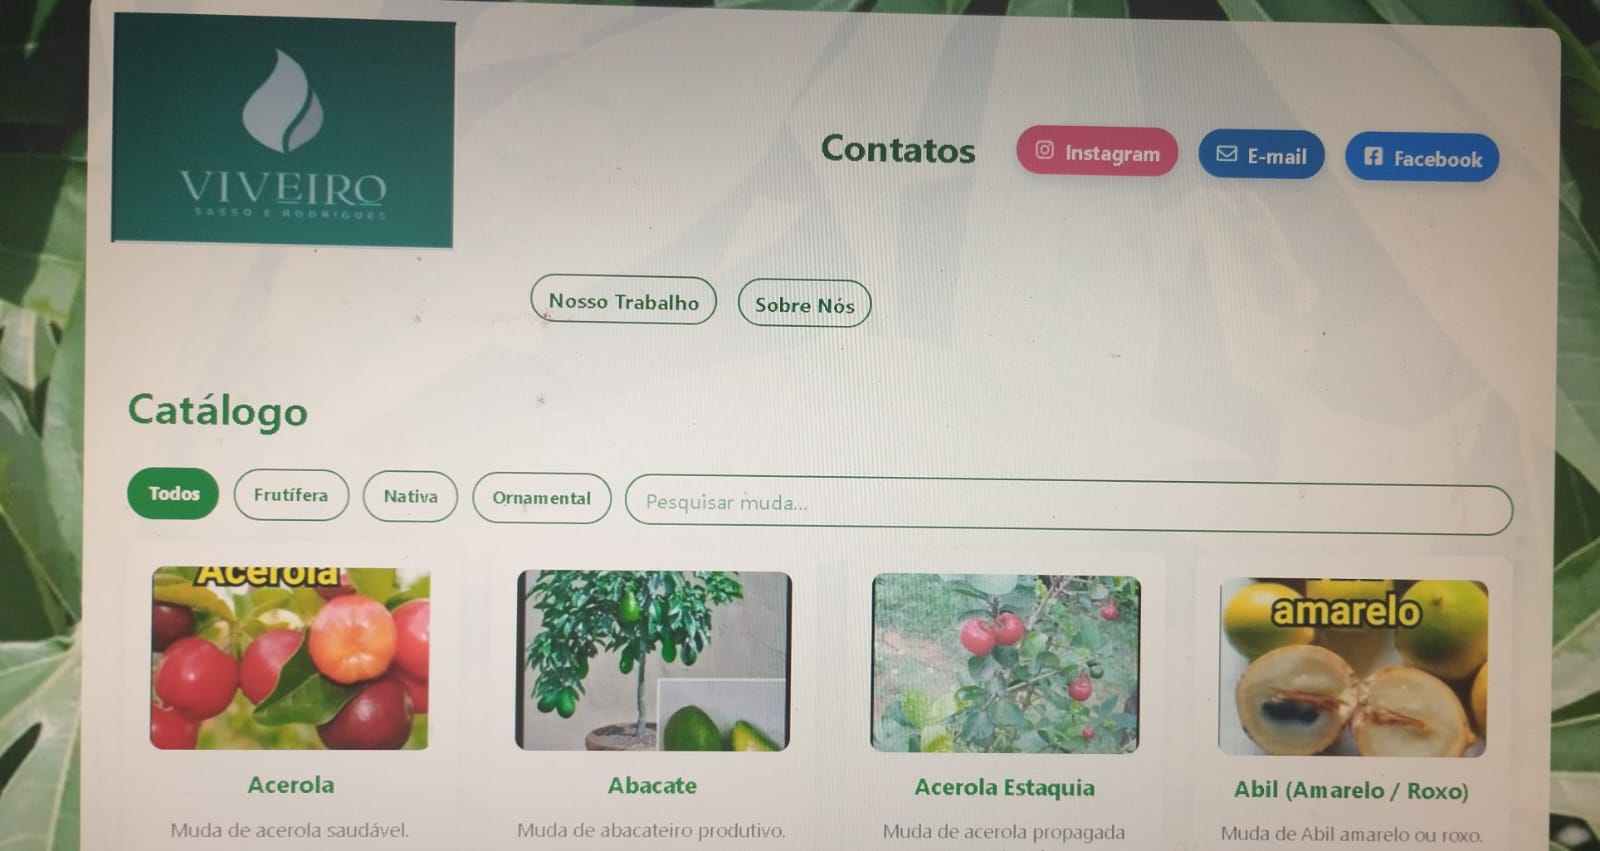 VIVEIRO
SASSO E RODRIGUES
Contatos
Instagram
E-mail
Facebook
Nosso Trabalho
Sobre Nós
Catálogo
Todos
Frutífera
Nativa
Ornamental
Pesquisar muda...
Acerola
amarelo
Acerola
Abacate
Acerola Estaquia
Abil (Amarelo / Roxo)
Muda de acerola saudável.
Muda de abacateiro produtivo.
Muda de acerola propagada
Muda de Abil amarelo ou roxo.